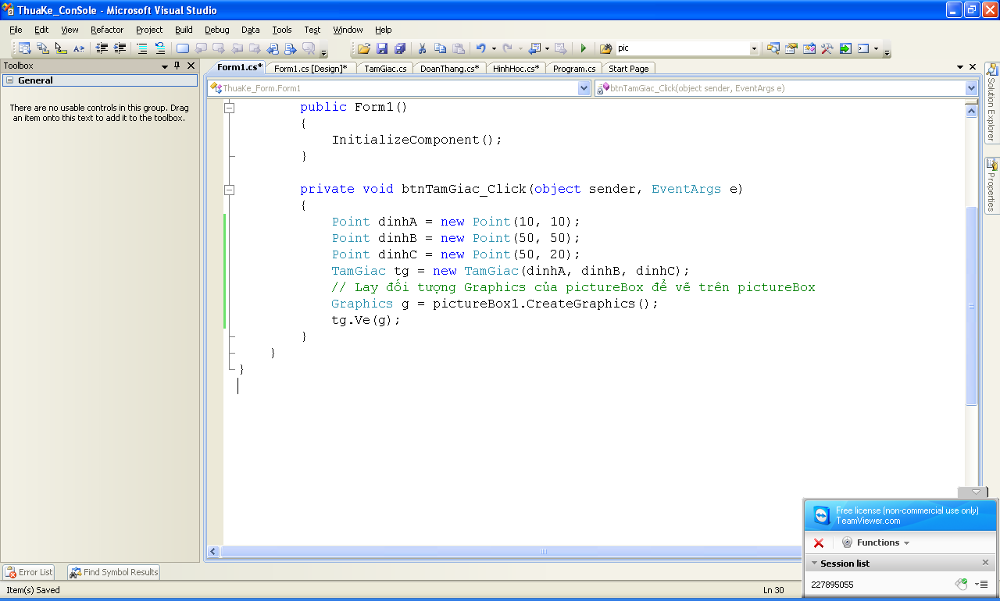 ThuaKe_ConSole - Microsoft Visual Studio
File Edit View Refactor Project Build Debug Data Tools Test Window Help
pic
Toolbox
General
There are no usable controls in this group. Drag
an item onto this text to add it to the toolbox.
Form1.cs* Form1.cs [Design]* TamGiac.cs DoanThang.cs* HinhHoc.cs* Program.cs Start Page
ThuaKe_Form.Form1 btnTamGiac_Click(object sender, EventArgs e)
public Form1()
{
InitializeComponent();
}
private void btnTamGiac_Click(object sender, EventArgs e)
{
Point dinhA = new Point(10, 10);
Point dinhB = new Point(50, 50);
Point dinhC = new Point(50, 20);
TamGiac tg = new TamGiac(dinhA, dinhB, dinhC);
// Lay đối tượng Graphics của pictureBox để vẽ trên pictureBox
Graphics g = pictureBox1.CreateGraphics();
tg.Ve(g);
}
}
}
Solution Explorer
Properties
Free license (non-commercial use only)
TeamViewer.com
Functions
Session list
227895055
Error List Find Symbol Results
Item(s) Saved Ln 30